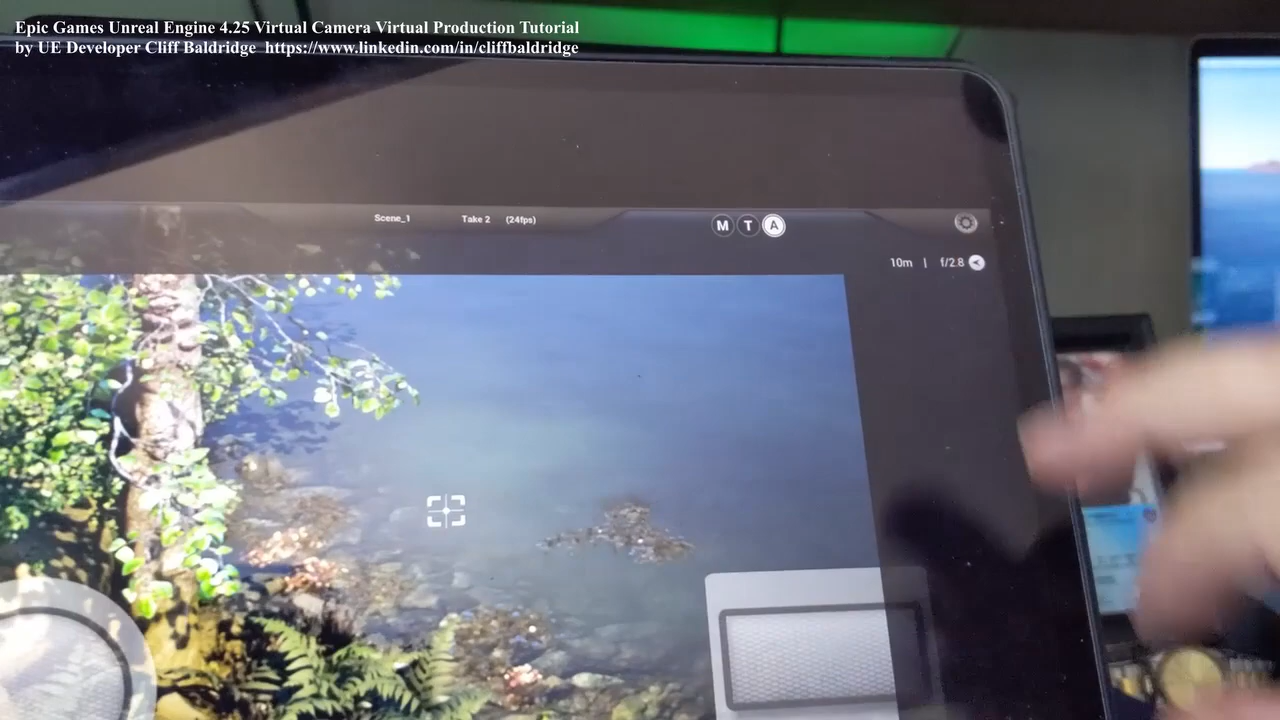 Epic Games Unreal Engine 4.25 Virtual Camera Virtual Production Tutorial
by UE Developer Cliff Baldridge https://www.linkedin.com/in/cliffbaldridge
Scene_1 Take 2 (24fps) M T A
10m | f/2.8